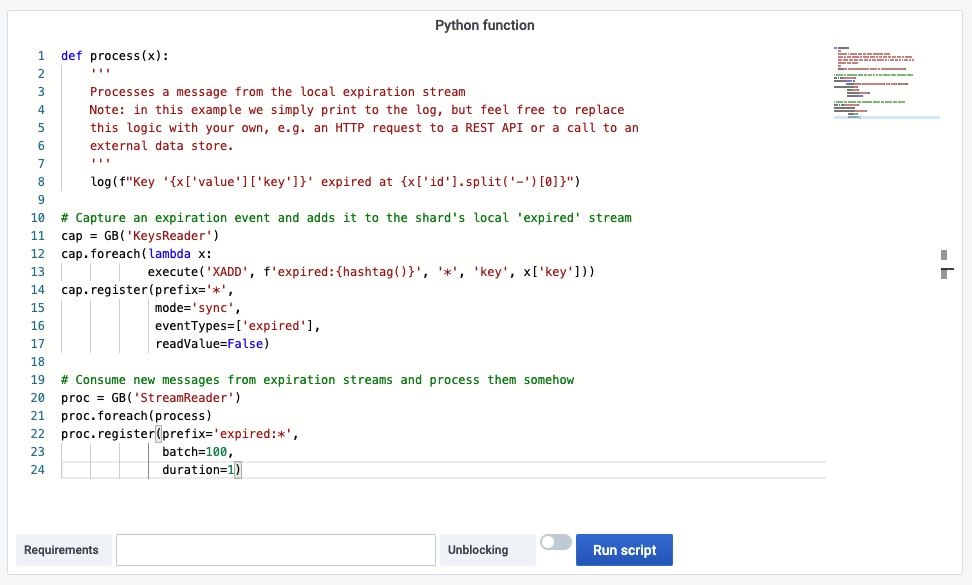 Python function
1 def process(x):
2 '''
3 Processes a message from the local expiration stream
4 Note: in this example we simply print to the log, but feel free to replace
5 this logic with your own, e.g. an HTTP request to a REST API or a call to an
6 external data store.
7 '''
8 log(f"Key '{x['value']['key']}' expired at {x['id'].split('-')[0]}")
9
10 # Capture an expiration event and adds it to the shard's local 'expired' stream
11 cap = GB('KeysReader')
12 cap.foreach(lambda x:
13 execute('XADD', f'expired:{hashtag()}', '*', 'key', x['key']))
14 cap.register(prefix='*',
15 mode='sync',
16 eventTypes=['expired'],
17 readValue=False)
18
19 # Consume new messages from expiration streams and process them somehow
20 proc = GB('StreamReader')
21 proc.foreach(process)
22 proc.register(prefix='expired:*',
23 batch=100,
24 duration=1)
Requirements Unblocking Run script